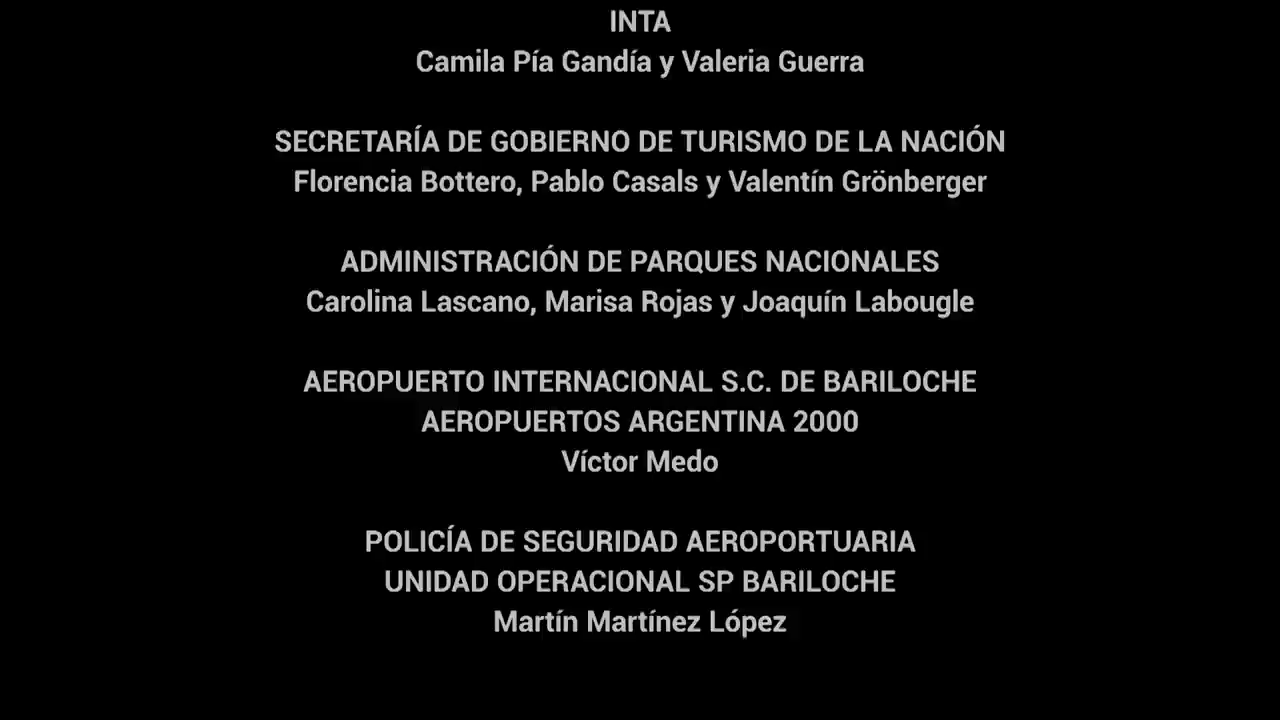 INTA
Camila Pía Gandía y Valeria Guerra
SECRETARÍA DE GOBIERNO DE TURISMO DE LA NACIÓN
Florencia Bottero, Pablo Casals y Valentín Grönberger
ADMINISTRACIÓN DE PARQUES NACIONALES
Carolina Lascano, Marisa Rojas y Joaquín Labougle
AEROPUERTO INTERNACIONAL S.C. DE BARILOCHE
AEROPUERTOS ARGENTINA 2000
Víctor Medo
POLICÍA DE SEGURIDAD AEROPORTUARIA
UNIDAD OPERACIONAL SP BARILOCHE
Martín Martínez López